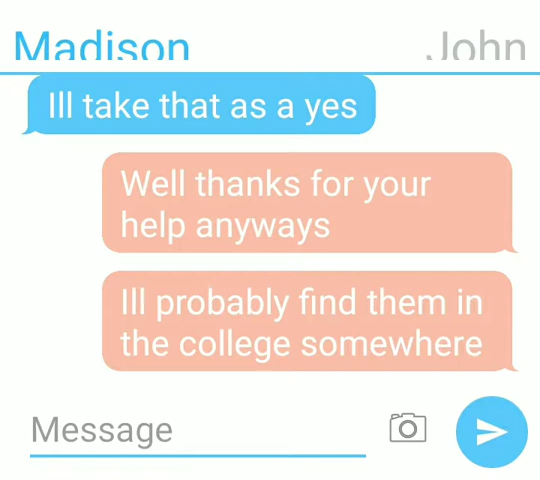 Madison
John
Ill take that as a yes
Well thanks for your
help anyways
Ill probably find them in
the college somewhere
Message